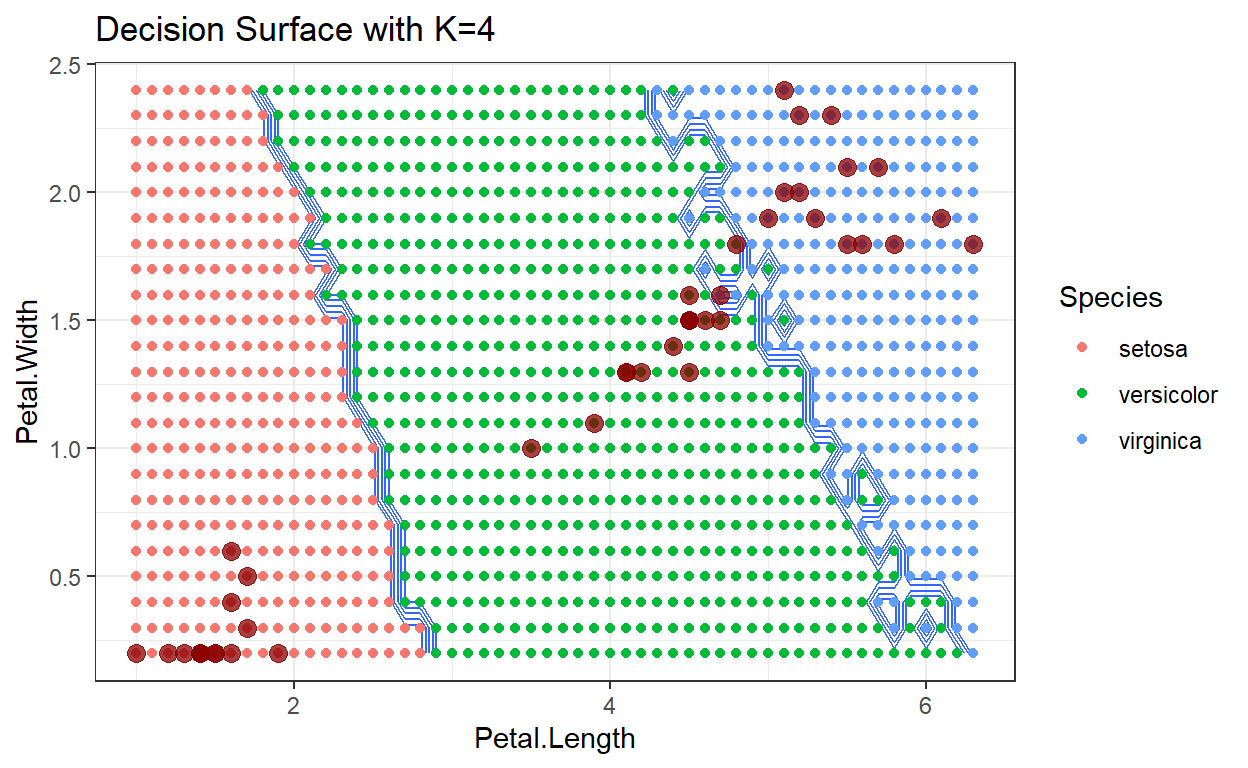 Decision Surface with K=4
2.5
2.0
1.5
1.0
0.5
Petal.Width
2
4
6
Petal.Length
Species
setosa
versicolor
virginica